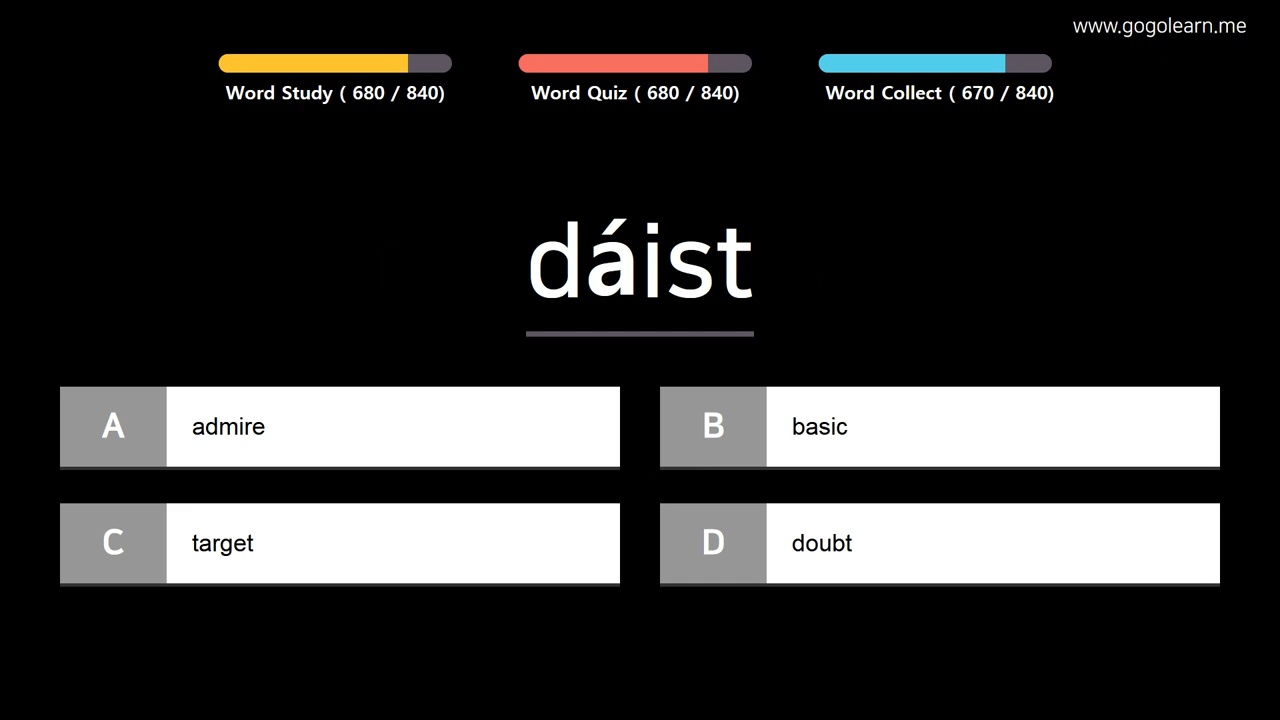 www.gogolearn.me
Word Study ( 680 / 840)
Word Quiz ( 680 / 840)
Word Collect ( 670 / 840)
dáist
A admire
B basic
C target
D doubt